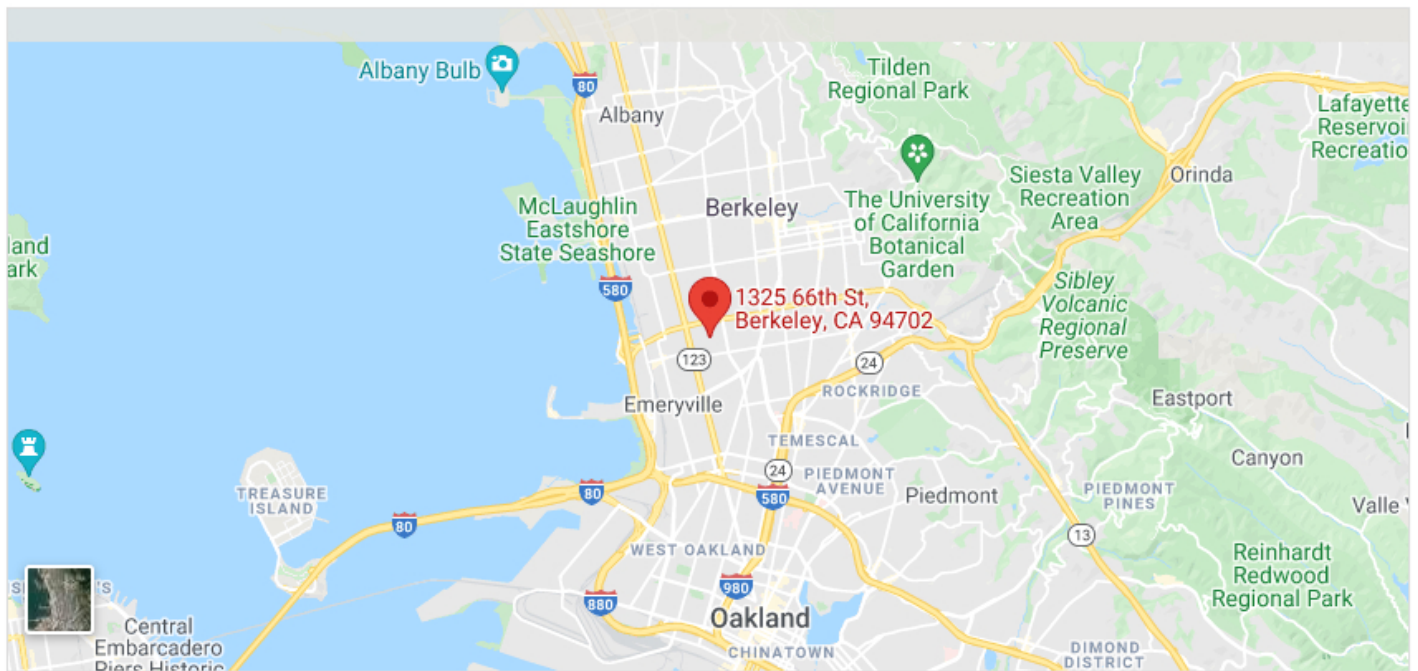 Albany Bulb
80
Albany
Tilden
Regional Park
Lafayette
Reservoi
Recreatio
Orinda
Siesta Valley
Recreation
Area
The University
of California
Botanical
Garden
Berkeley
McLaughlin
Eastshore
State Seashore
land
ark
580
1325 66th St,
Berkeley, CA 94702
Sibley
Volcanic
Regional
Preserve
123
24
ROCKRIDGE
Emeryville
Eastport
TEMESCAL
24
PIEDMONT
AVENUE
Piedmont
Canyon
PIEDMONT
PINES
Valle
TREASURE
ISLAND
80
80
580
13
WEST OAKLAND
980
880
Oakland
Reinhardt
Redwood
Regional Park
Central
Embarcadero
Piers Historic
CHINATOWN
DIMOND
DISTRICT